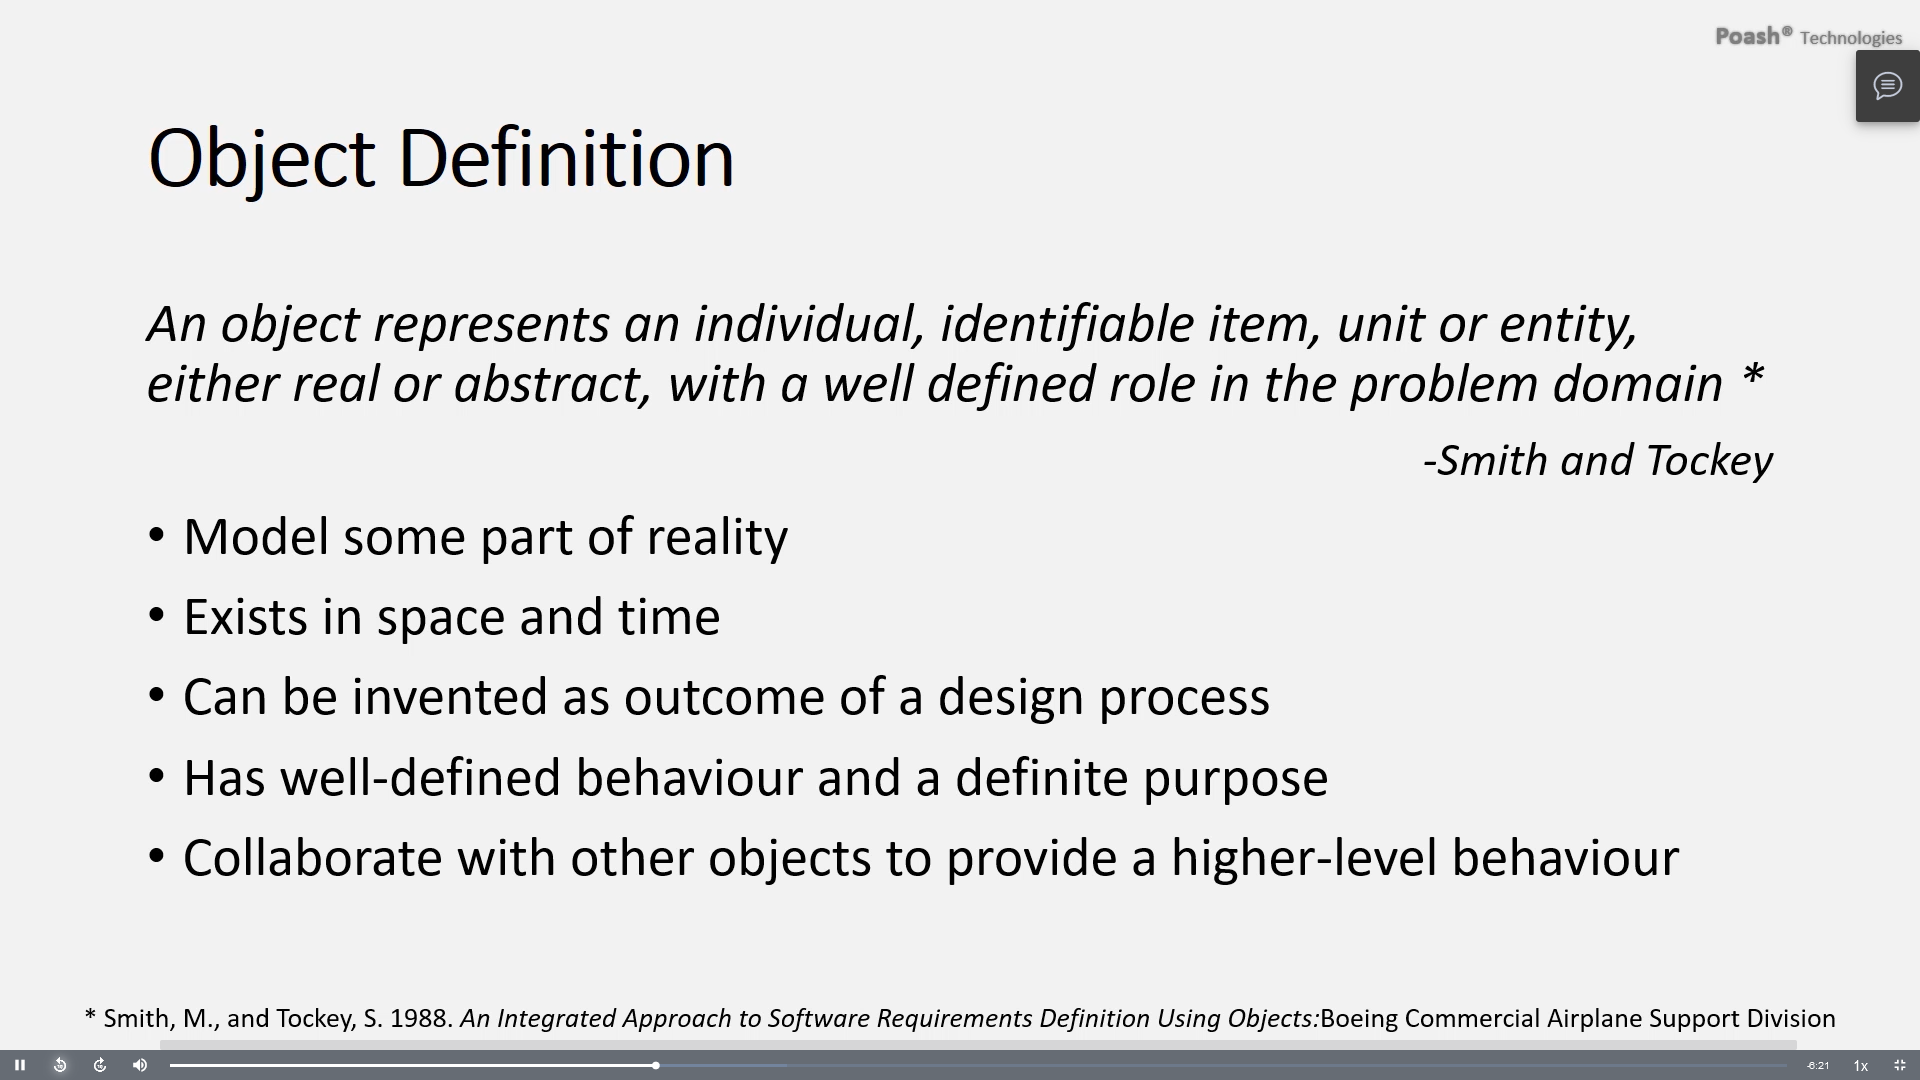 Poash® Technologies
Object Definition
An object represents an individual, identifiable item, unit or entity,
either real or abstract, with a well defined role in the problem domain *
-Smith and Tockey
• Model some part of reality
• Exists in space and time
• Can be invented as outcome of a design process
• Has well-defined behaviour and a definite purpose
• Collaborate with other objects to provide a higher-level behaviour
* Smith, M., and Tockey, S. 1988. An Integrated Approach to Software Requirements Definition Using Objects:Boeing Commercial Airplane Support Division
-6:21 1x